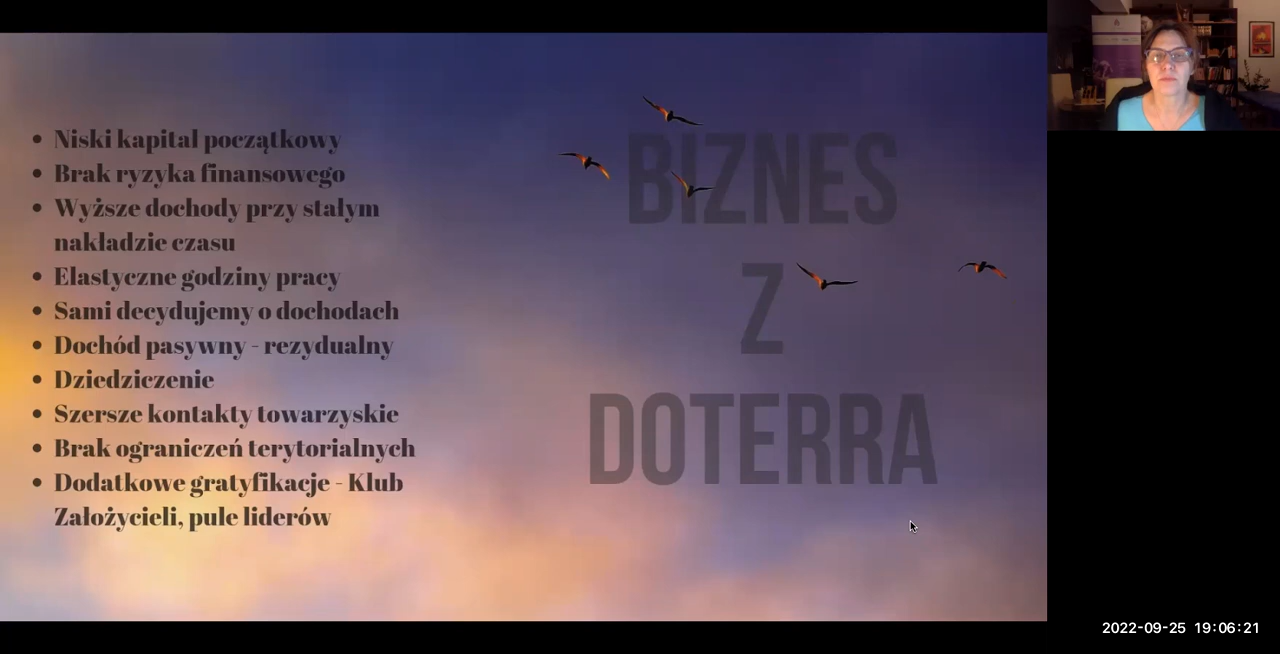 • Niski kapitał początkowy
• Brak ryzyka finansowego
• Wyższe dochody przy stałym
nakładzie czasu
• Elastyczne godziny pracy
• Sami decydujemy o dochodach
• Dochód pasywny - rezydualny
• Dziedziczenie
• Szersze kontakty towarzyskie
• Brak ograniczeń terytorialnych
• Dodatkowe gratyfikacje - Klub
Założycieli, pule liderów
BIZNES
Z
DOTERRA
2022-09-25 19:06:21